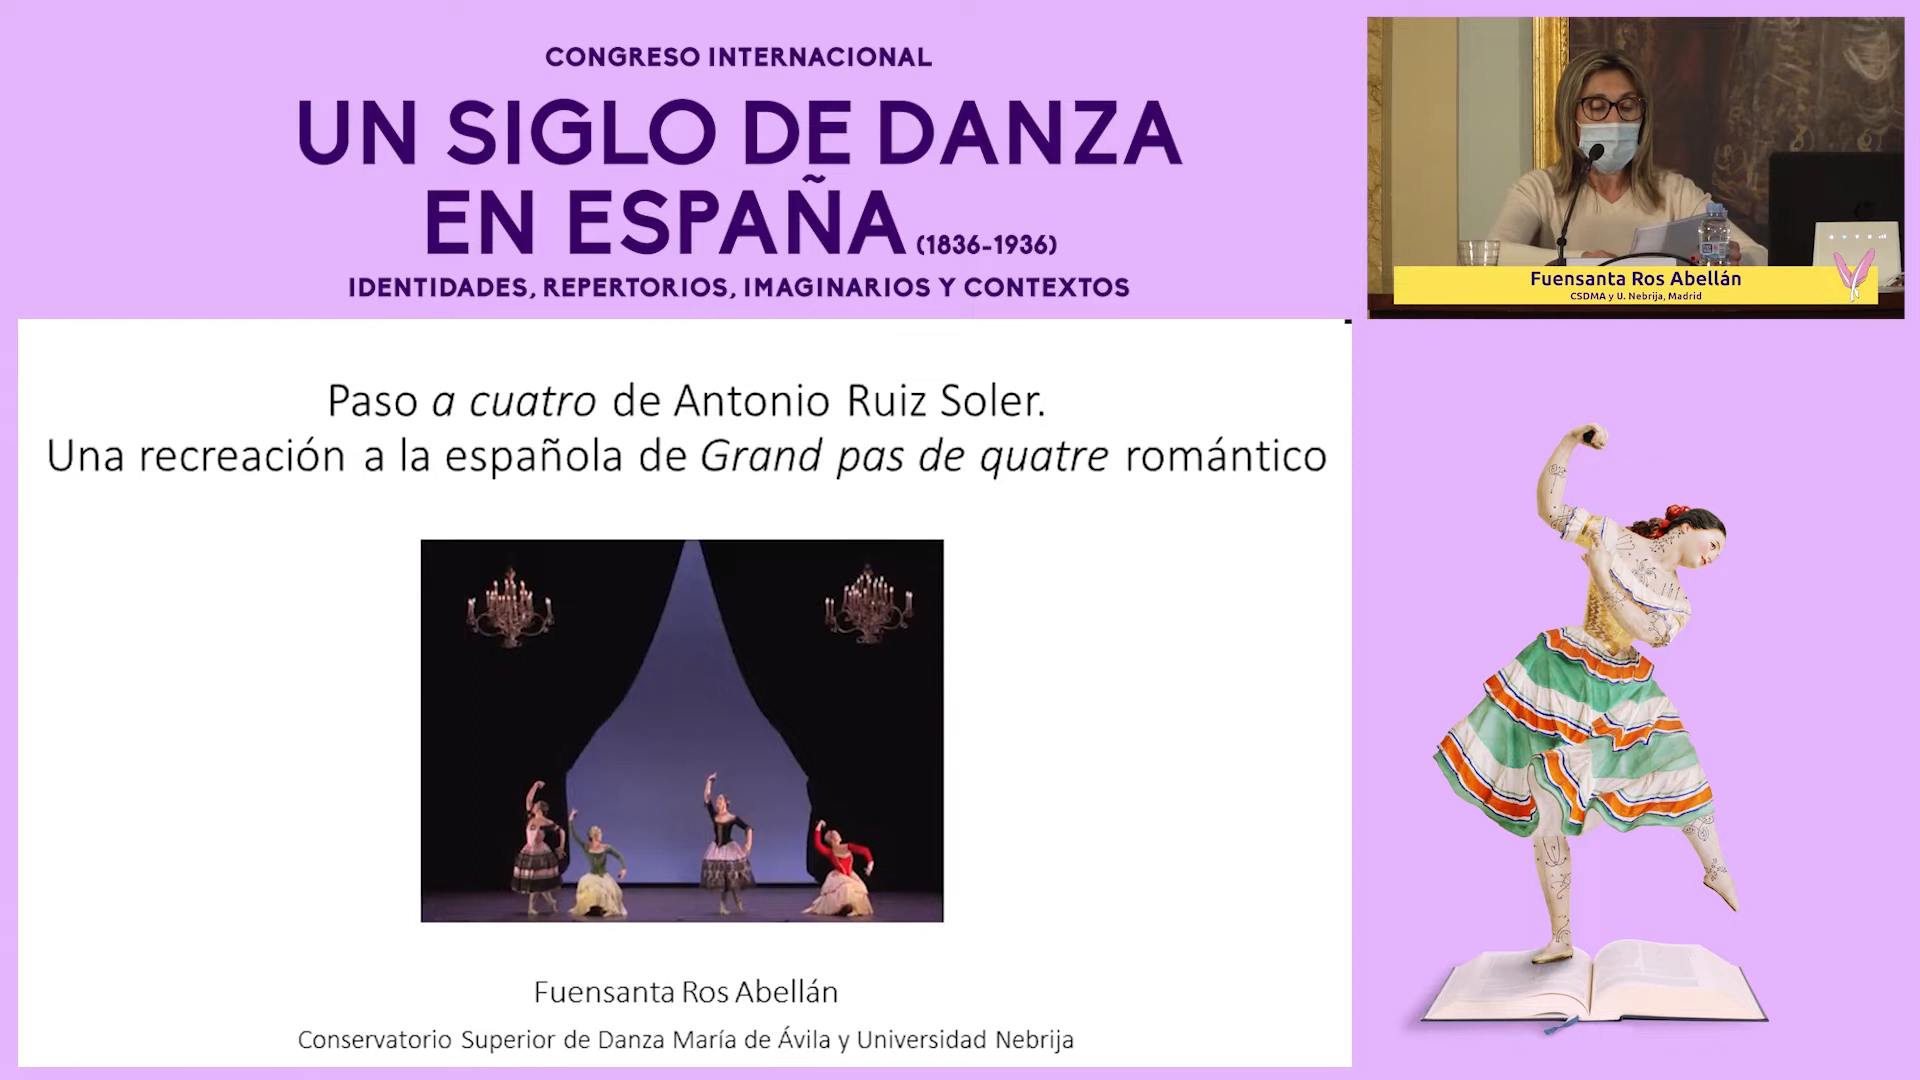 CONGRESO INTERNACIONAL
UN SIGLO DE DANZA
EN ESPAÑA (1836-1936)
IDENTIDADES, REPERTORIOS, IMAGINARIOS Y CONTEXTOS
Fuensanta Ros Abellán
CSDMA y U. Nebrija, Madrid
Paso a cuatro de Antonio Ruiz Soler.
Una recreación a la española de Grand pas de quatre romántico
Fuensanta Ros Abellán
Conservatorio Superior de Danza María de Ávila y Universidad Nebrija